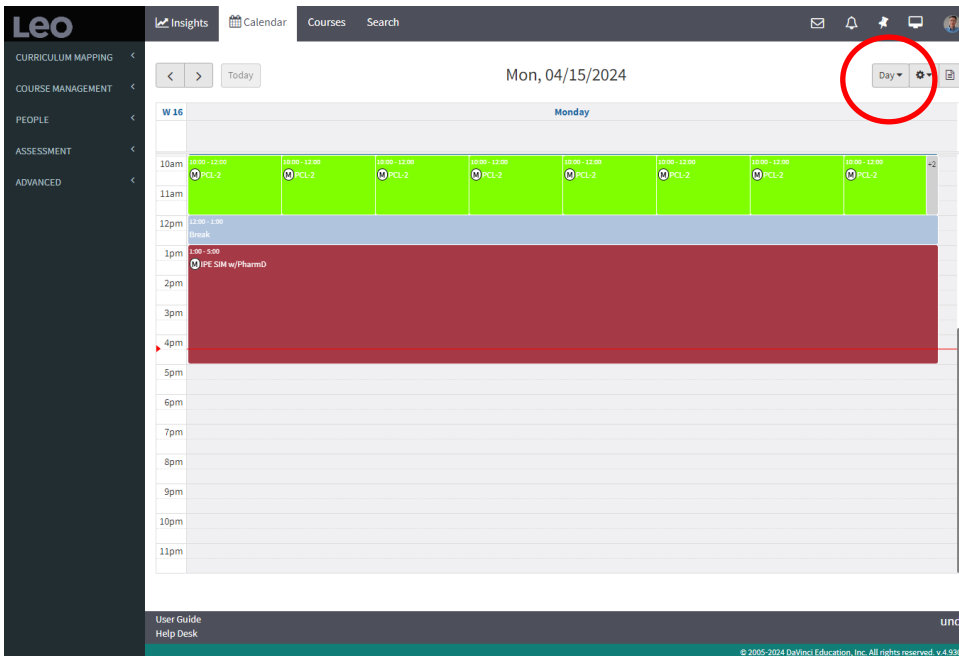 Leo
Insights Calendar Courses Search
CURRICULUM MAPPING
COURSE MANAGEMENT
PEOPLE
ASSESSMENT
ADVANCED
Today
Mon, 04/15/2024
Day
W 16 Monday
10am 10:00 - 12:00 10:00 - 12:00 10:00 - 12:00 10:00 - 12:00 10:00 - 12:00 10:00 - 12:00 10:00 - 12:00 10:00 - 12:00 +2
M PCL-2 M PCL-2 M PCL-2 M PCL-2 M PCL-2 M PCL-2 M PCL-2 M PCL-2
11am
12pm 12:00 - 1:00
Break
1pm 1:00 - 5:00
M IPE SIM w/PharmD
2pm
3pm
4pm
5pm
6pm
7pm
8pm
9pm
10pm
11pm
User Guide
Help Desk
und
© 2005-2024 DaVinci Education, Inc. All rights reserved. v.4.930